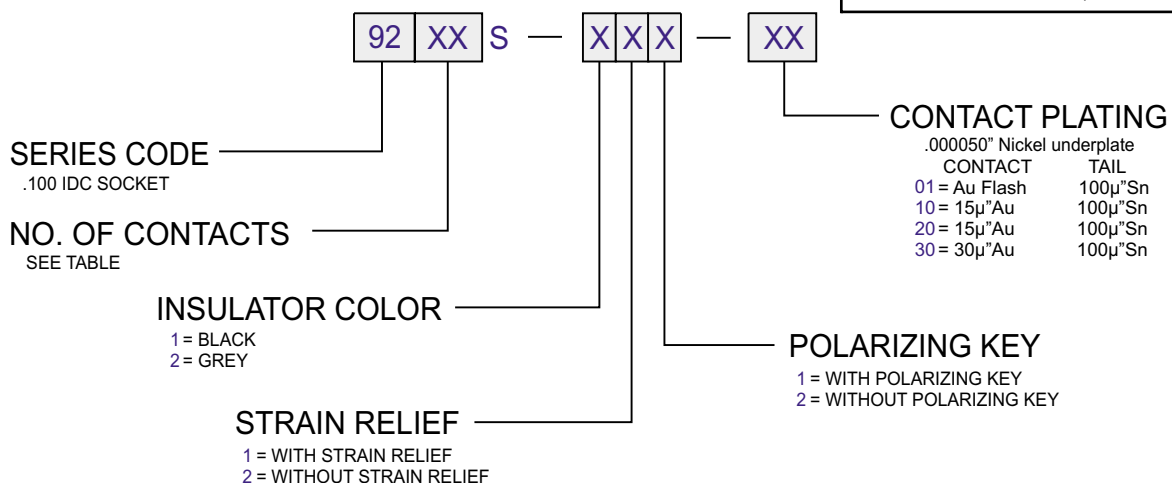 92 XX S — X X X — XX
CONTACT PLATING
.000050” Nickel underplate
CONTACT TAIL
01 = Au Flash 100µ”Sn
10 = 15µ”Au 100µ”Sn
20 = 15µ”Au 100µ”Sn
30 = 30µ”Au 100µ”Sn
SERIES CODE
.100 IDC SOCKET
NO. OF CONTACTS
SEE TABLE
INSULATOR COLOR
1 = BLACK
2 = GREY
POLARIZING KEY
1 = WITH POLARIZING KEY
2 = WITHOUT POLARIZING KEY
STRAIN RELIEF
1 = WITH STRAIN RELIEF
2 = WITHOUT STRAIN RELIEF